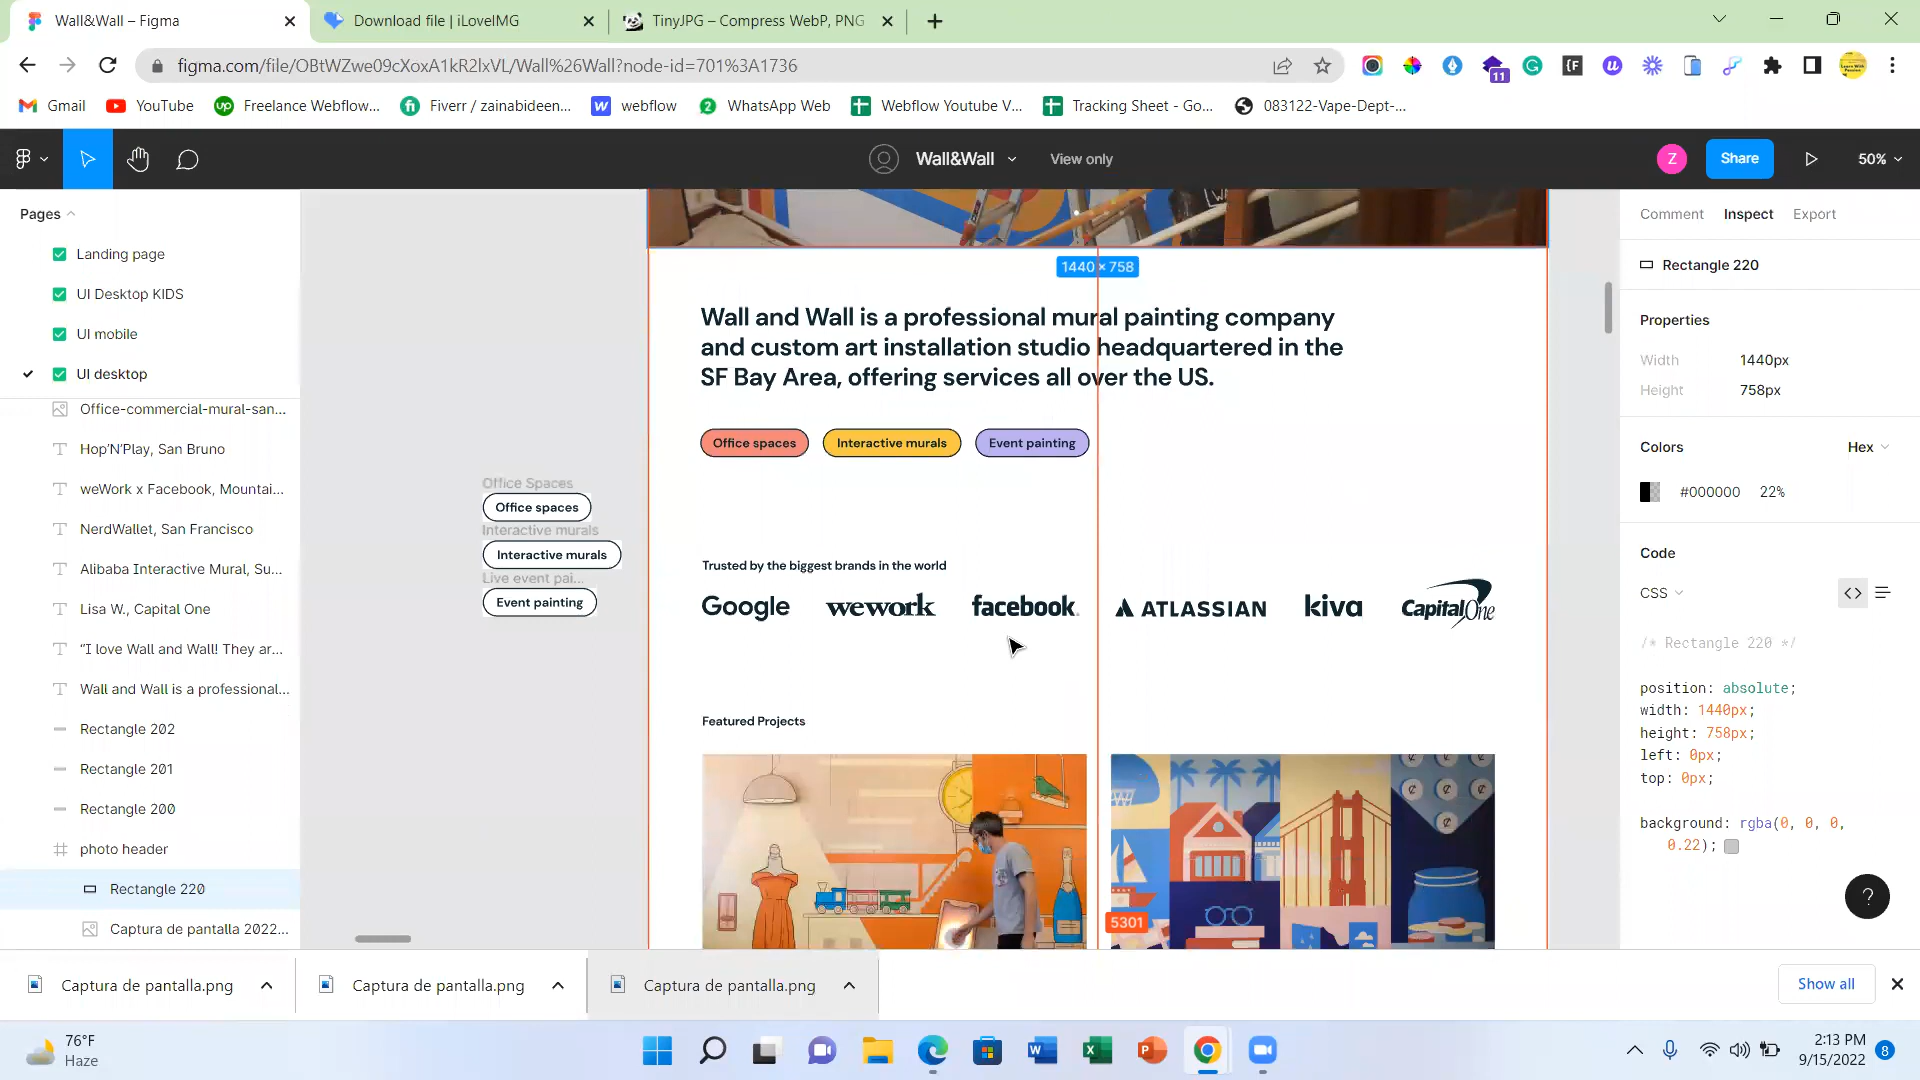 Wall&Wall – Figma
Download file | iLoveIMG
TinyJPG – Compress WebP, PNG
figma.com/file/OBtWZwe09cXoxA1kR2lxVL/Wall%26Wall?node-id=701%3A1736
11
Gmail
YouTube
Freelance Webflow...
Fiverr / zainabideen...
webflow
WhatsApp Web
Webflow Youtube V...
Tracking Sheet - Go...
083122-Vape-Dept-...
Wall&Wall
View only
Z
Share
50%
Pages
Landing page
UI Desktop KIDS
UI mobile
UI desktop
Office-commercial-mural-san...
Hop'N'Play, San Bruno
weWork x Facebook, Mountai...
NerdWallet, San Francisco
Alibaba Interactive Mural, Su...
Lisa W., Capital One
“I love Wall and Wall! They ar...
Wall and Wall is a professional...
Rectangle 202
Rectangle 201
Rectangle 200
photo header
Rectangle 220
Captura de pantalla 2022...
Office Spaces
Office spaces
Interactive murals
Interactive murals
Live event pai...
Event painting
1440 × 758
Wall and Wall is a professional mural painting company
and custom art installation studio headquartered in the
SF Bay Area, offering services all over the US.
Office spaces
Interactive murals
Event painting
Trusted by the biggest brands in the world
Google
wework
facebook.
ATLASSIAN
kiva
CapitalOne
Featured Projects
5301
Comment
Inspect
Export
Rectangle 220
Properties
Width 1440px
Height 758px
Colors
Hex
#000000 22%
Code
CSS
/* Rectangle 220 */
position: absolute;
width: 1440px;
height: 758px;
left: 0px;
top: 0px;
background: rgba(0, 0, 0,
0.22);
?
Captura de pantalla.png
Captura de pantalla.png
Captura de pantalla.png
Show all
76°F
Haze
2:13 PM
9/15/2022
8